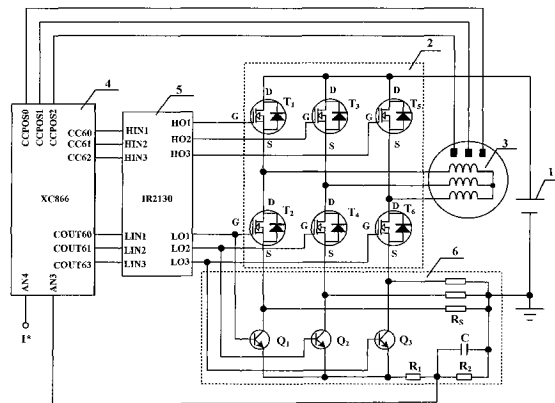 CCPOS0
CCPOS1
CCPOS2
4
5
2
3
1
6
XC866
IR2130
CC60
CC61
CC62
HIN1
HIN2
HIN3
HO1
HO2
HO3
COUT60
COUT61
COUT63
LIN1
LIN2
LIN3
LO1
LO2
LO3
AN4
AN3
I*
D
G
S
T1
D
G
S
T3
D
G
S
T5
D
G
S
T2
D
G
S
T4
D
G
S
T6
RS
Q1
Q2
Q3
C
R1
R2